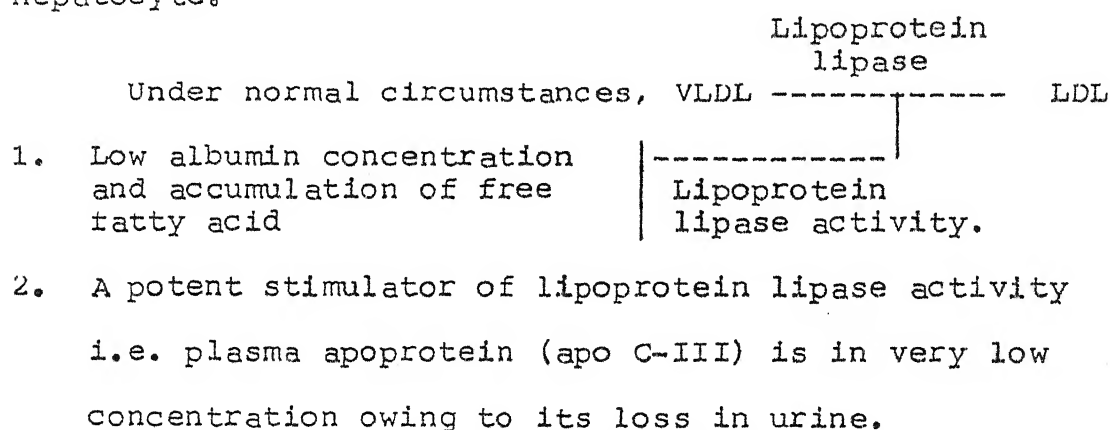 hepatocyte.
Lipoprotein
lipase
Under normal circumstances, VLDL ------------- LDL
1. Low albumin concentration
and accumulation of free
fatty acid
------------
Lipoprotein
lipase activity.
2. A potent stimulator of lipoprotein lipase activity
i.e. plasma apoprotein (apo C-III) is in very low
concentration owing to its loss in urine.